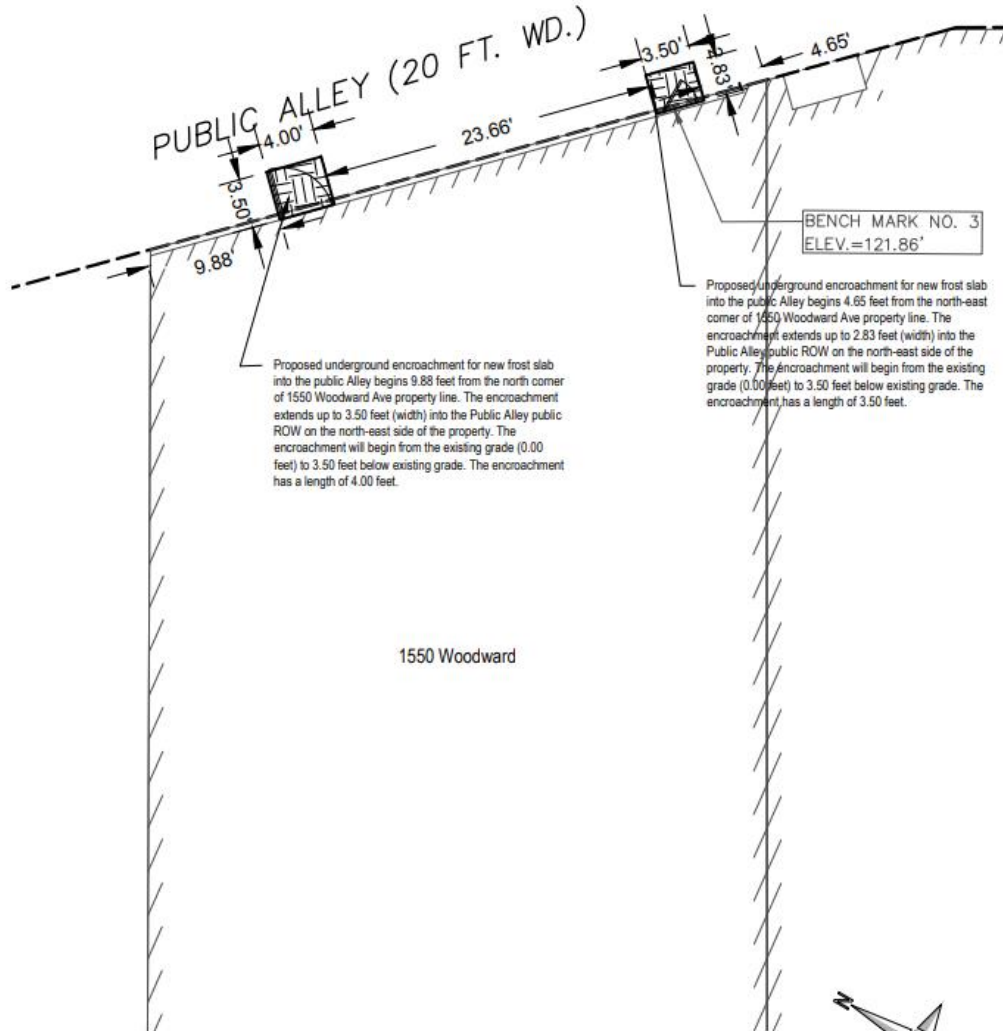 PUBLIC ALLEY (20 FT. WD.)
4.00'
3.50'
9.88'
23.66'
3.50'
2.83'
4.65'
BENCH MARK NO. 3
ELEV.=121.86'
Proposed underground encroachment for new frost slab
into the public Alley begins 4.65 feet from the north-east
corner of 1550 Woodward Ave property line. The
encroachment extends up to 2.83 feet (width) into the
Public Alley public ROW on the north-east side of the
property. The encroachment will begin from the existing
grade (0.00 feet) to 3.50 feet below existing grade. The
encroachment has a length of 3.50 feet.
Proposed underground encroachment for new frost slab
into the public Alley begins 9.88 feet from the north corner
of 1550 Woodward Ave property line. The encroachment
extends up to 3.50 feet (width) into the Public Alley public
ROW on the north-east side of the property. The
encroachment will begin from the existing grade (0.00
feet) to 3.50 feet below existing grade. The encroachment
has a length of 4.00 feet.
1550 Woodward
N